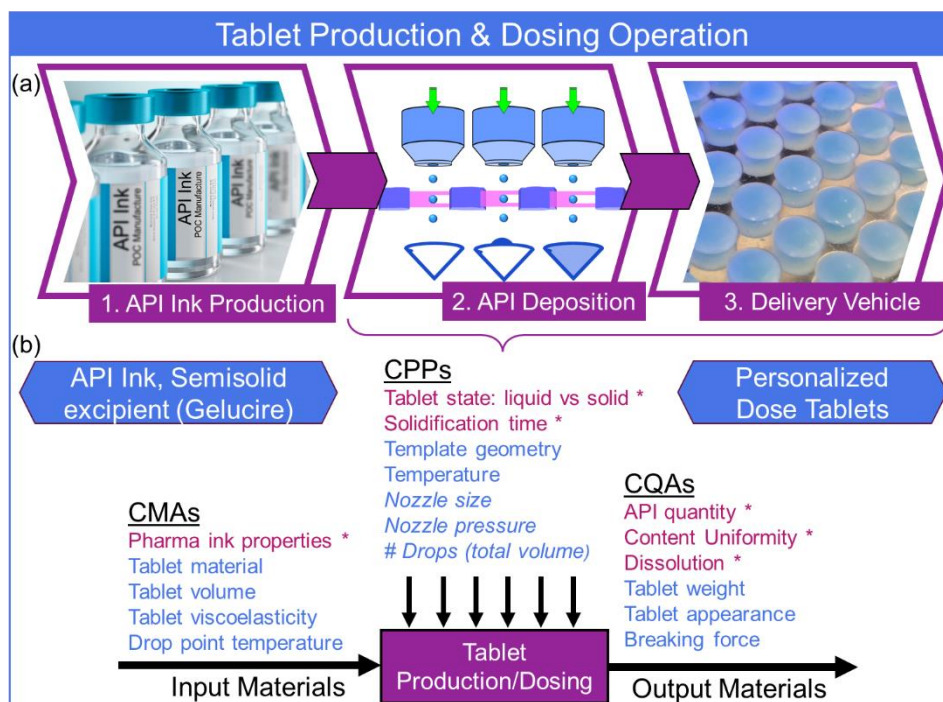 Tablet Production & Dosing Operation
(a)
API Ink
POC Manufacture
API Ink
POC Manufacture
API Ink
POC Manufacture
API Ink
1. API Ink Production
2. API Deposition
3. Delivery Vehicle
(b)
API Ink, Semisolid
excipient (Gelucire)
CPPs
Tablet state: liquid vs solid *
Solidification time *
Template geometry
Temperature
Nozzle size
Nozzle pressure
# Drops (total volume)
Personalized
Dose Tablets
CMAs
Pharma ink properties *
Tablet material
Tablet volume
Tablet viscoelasticity
Drop point temperature
CQAs
API quantity *
Content Uniformity *
Dissolution *
Tablet weight
Tablet appearance
Breaking force
Input Materials
Tablet
Production/Dosing
Output Materials